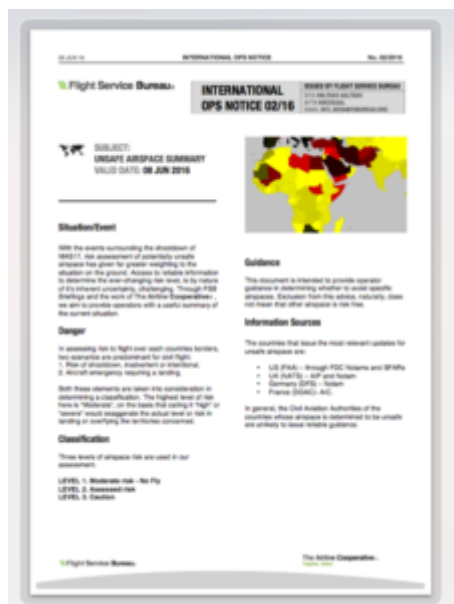 08 JUN 16 INTERNATIONAL OPS NOTICE No. 02/2016
Flight Service Bureau
INTERNATIONAL
OPS NOTICE 02/16
ISSUED BY FLIGHT SERVICE BUREAU
SUBJECT:
UNSAFE AIRSPACE SUMMARY
VALID DATE: 08 JUN 2016
Situation/Event
With the events surrounding the shootdown of
MH17, risk assessment of potentially unsafe
airspace has given far greater weighting to the
situation on the ground. Access to reliable information
to determine the ever-changing risk level, is by nature
of it's inherent uncertainty, challenging. Through FSB
Briefings and the work of The Airline Cooperative,
we aim to provide operators with a useful summary of
the current situation.
Danger
In assessing risk to flight over each countries borders,
two scenarios are predominant for civil flight:
1. Risk of shootdown, inadvertent or intentional.
2. Aircraft emergency requiring a landing.
Both these elements are taken into consideration in
determining a classification. The highest level of risk
here is "Moderate", on the basis that calling it "high" or
"severe" would exaggerate the actual level or risk in
landing or overflying the territories concerned.
Classification
Three levels of airspace risk are used in our
assessment:
LEVEL 1. Moderate risk - No Fly
LEVEL 2. Assessed risk
LEVEL 3. Caution
Guidance
This document is intended to provide operator
guidance in determining whether to avoid specific
airspaces. Exclusion from this advice, naturally, does
not mean that other airspace is risk free.
Information Sources
The countries that issue the most relevant updates for
unsafe airspace are:
• US (FAA) - through FDC Notams and SFARs
• UK (NATS) - AIP and Notam
• Germany (DFS) - Notam
• France (DGAC)- AIC.
In general, the Civil Aviation Authorities of the
countries whose airspace is determined to be unsafe
are unlikely to issue reliable guidance.
Flight Service Bureau
The Airline Cooperative